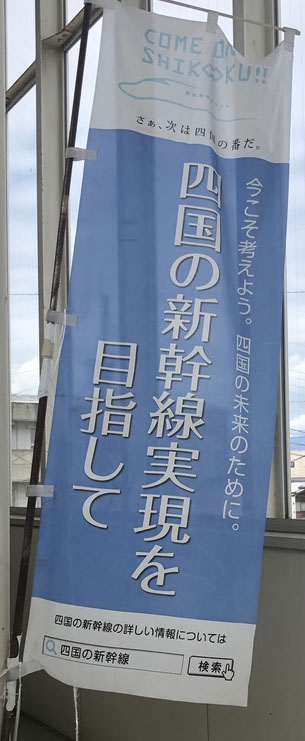 COME ON
SHIKOKU!!
さぁ、次は四国の番だ。
今こそ考えよう。四国の未来のために。
四国の新幹線実現を
目指して
四国の新幹線の詳しい情報については
四国の新幹線
検索